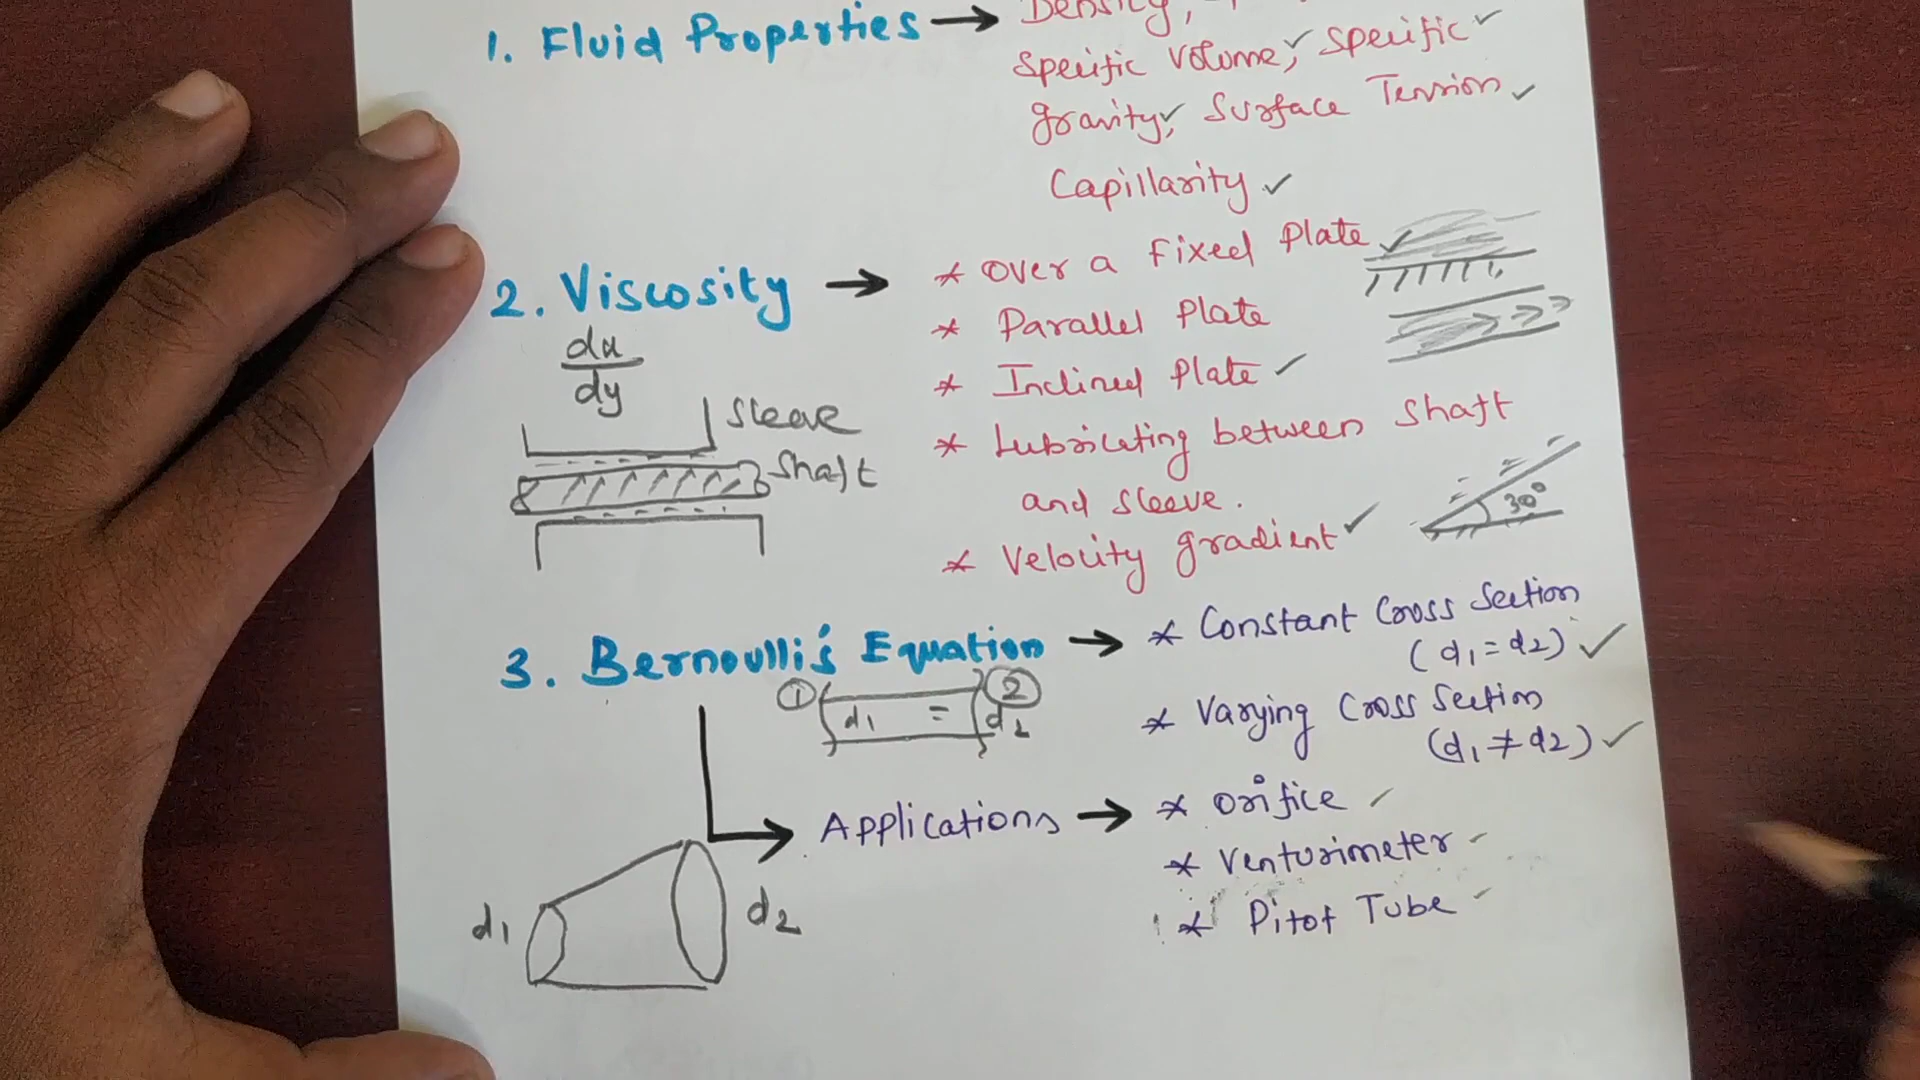 1. Fluid Properties → Density,
Specific Volume, Specific
gravity, Surface Tension
Capillarity
2. Viscosity → * Over a Fixed Plate
* Parallel Plate
du
dy
* Inclined Plate
* Lubricating between shaft
and sleeve.
* Velocity gradient
Sleeve
Shaft
30°
3. Bernoulli's Equation → * Constant Cross Section
(d1 = d2)
1 d1 = d2 2
* Varying Cross Section
(d1 ≠ d2)
Applications → * Orifice
* Venturimeter
* Pitot Tube
d1
d2